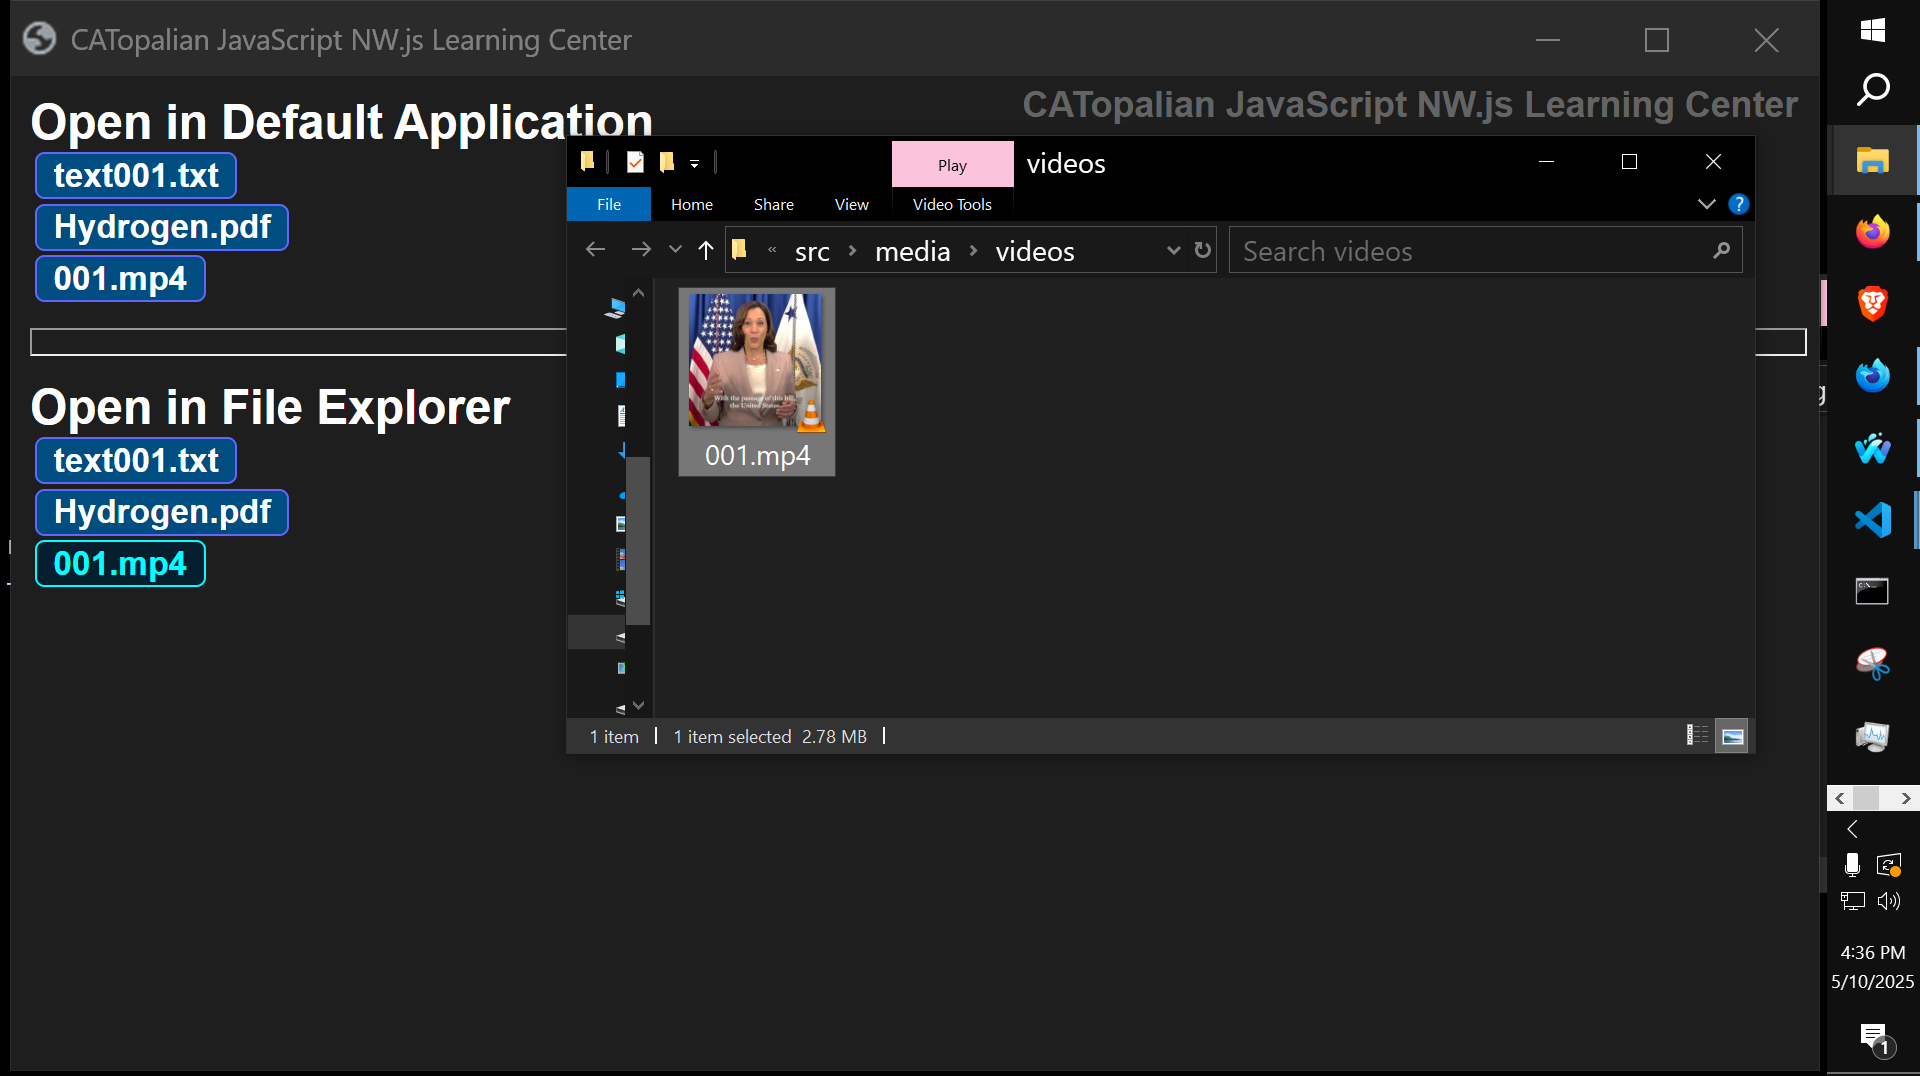 CATopalian JavaScript NW.js Learning Center
CATopalian JavaScript NW.js Learning Center
Open in Default Application
text001.txt
Hydrogen.pdf
001.mp4
Open in File Explorer
text001.txt
Hydrogen.pdf
001.mp4
Play
videos
File
Home
Share
View
Video Tools
?
« src › media › videos
Search videos
With the passage of this bill,
the United States,
001.mp4
1 item
1 item selected 2.78 MB
4:36 PM
5/10/2025
1